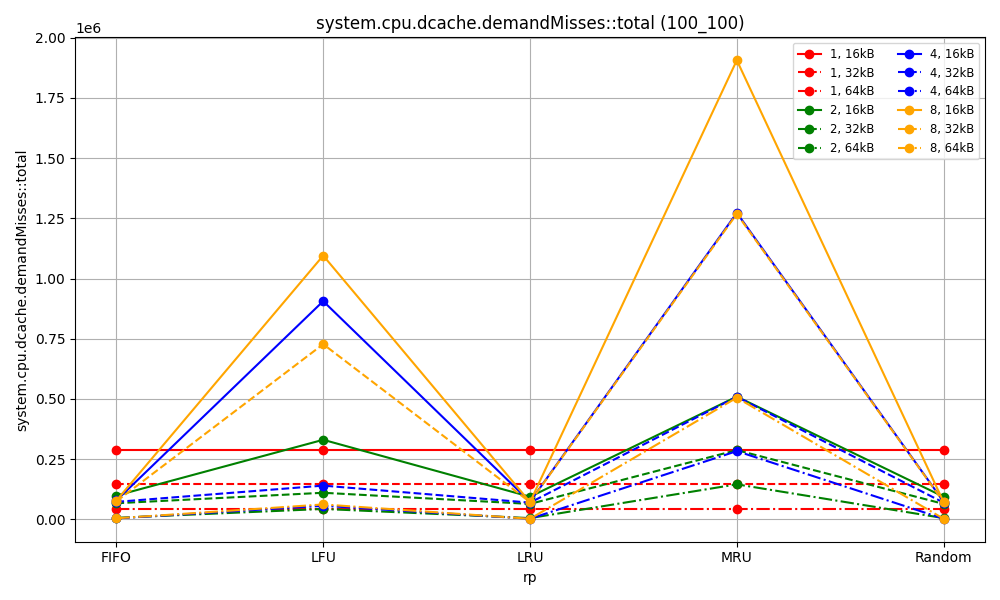 system.cpu.dcache.demandMisses::total (100_100)
1e6
2.00
1.75
1.50
1.25
1.00
0.75
0.50
0.25
0.00
system.cpu.dcache.demandMisses::total
1, 16kB
1, 32kB
1, 64kB
2, 16kB
2, 32kB
2, 64kB
4, 16kB
4, 32kB
4, 64kB
8, 16kB
8, 32kB
8, 64kB
FIFO LFU LRU MRU Random
rp